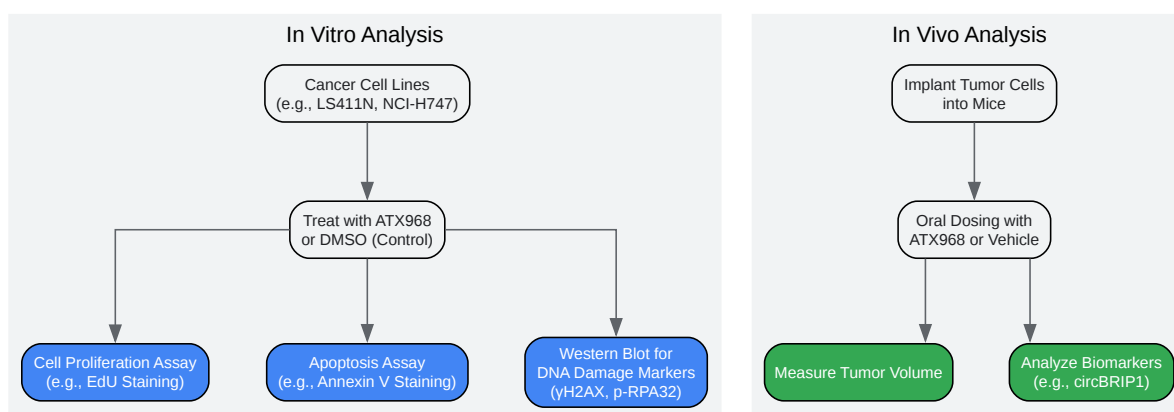 In Vitro Analysis
Cancer Cell Lines
(e.g., LS411N, NCI-H747)
Treat with ATX968
or DMSO (Control)
Cell Proliferation Assay
(e.g., EdU Staining)
Apoptosis Assay
(e.g., Annexin V Staining)
Western Blot for
DNA Damage Markers
(γH2AX, p-RPA32)
In Vivo Analysis
Implant Tumor Cells
into Mice
Oral Dosing with
ATX968 or Vehicle
Measure Tumor Volume
Analyze Biomarkers
(e.g., circBRIP1)